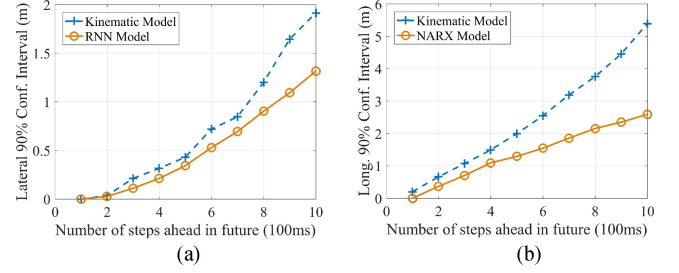 Lateral 90% Conf. Interval (m)
2
1.5
1
0.5
0
Kinematic Model
RNN Model
0 2 4 6 8 10
Number of steps ahead in future (100ms)
(a)
Long. 90% Conf. Interval (m)
6
5
4
3
2
1
0
Kinematic Model
NARX Model
0 2 4 6 8 10
Number of steps ahead in future (100ms)
(b)